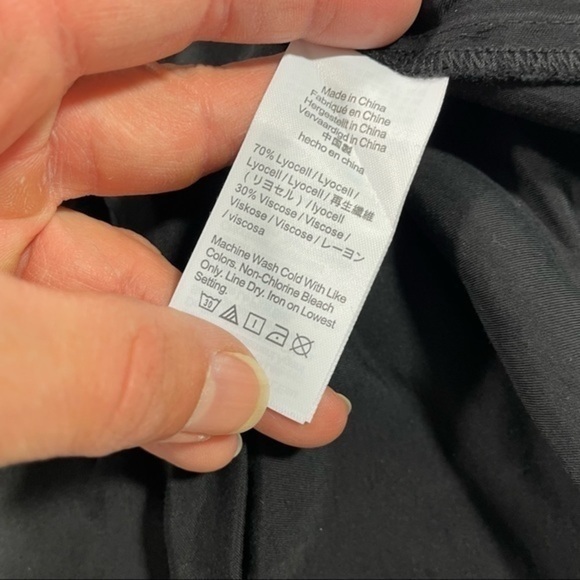 Made in China
Fabriqué en Chine
Hergestellt in China
Vervaardigd in China
中国製
hecho en china
70% Lyocell / Lyocell /
Lyocell / Lyocell / 再生繊維
(リヨセル) / lyocell
30% Viscose / Viscose /
Viskose / Viscose / レーヨン
/ viscosa
Machine Wash Cold With Like
Colors. Non-Chlorine Bleach
Only. Line Dry. Iron on Lowest
Setting.
30